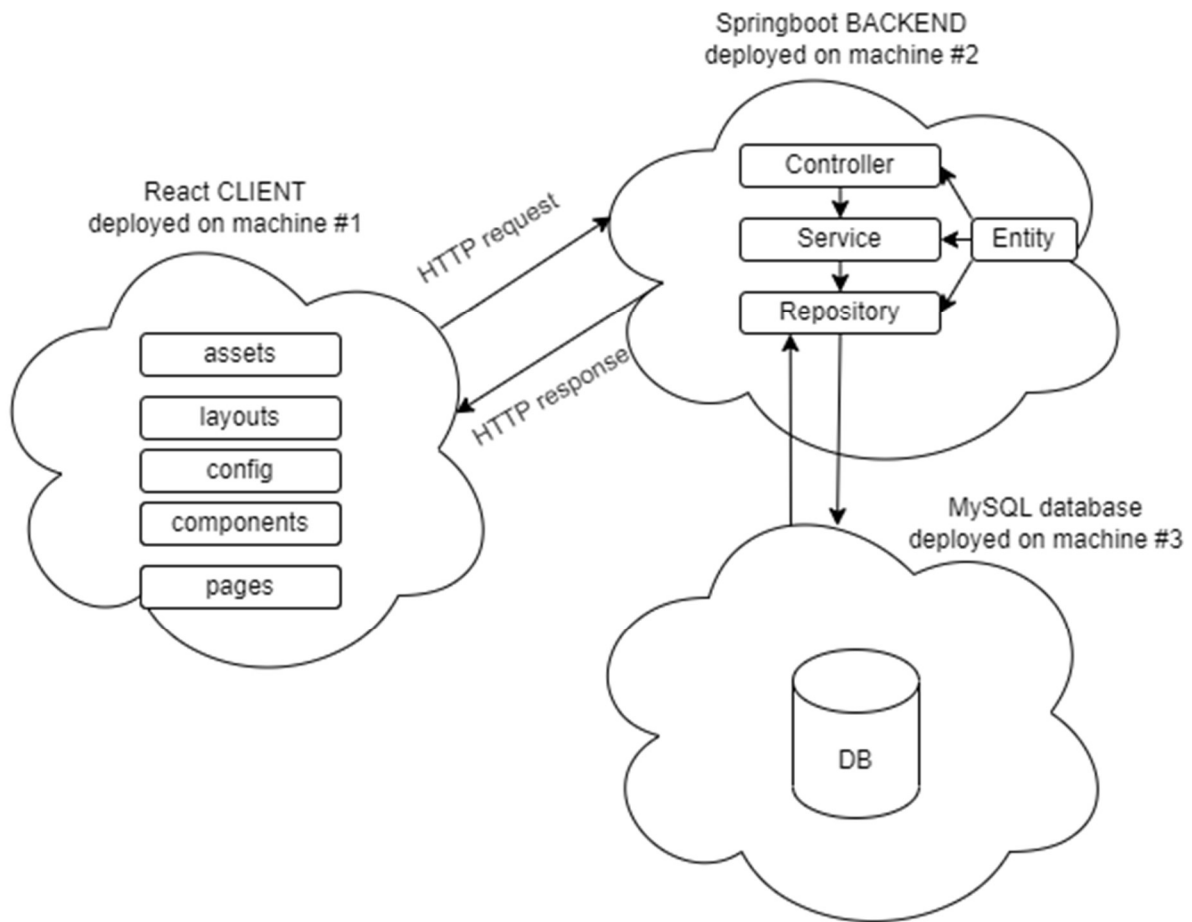 Springboot BACKEND
deployed on machine #2
Controller
Service
Entity
Repository
React CLIENT
deployed on machine #1
HTTP request
HTTP response
assets
layouts
config
components
pages
MySQL database
deployed on machine #3
DB